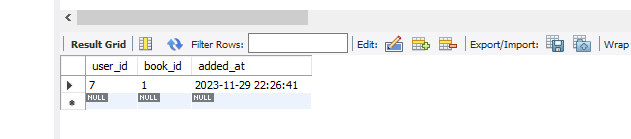 Result Grid Filter Rows: Edit: Export/Import: Wrap
user_id book_id added_at
7 1 2023-11-29 22:26:41
NULL NULL NULL